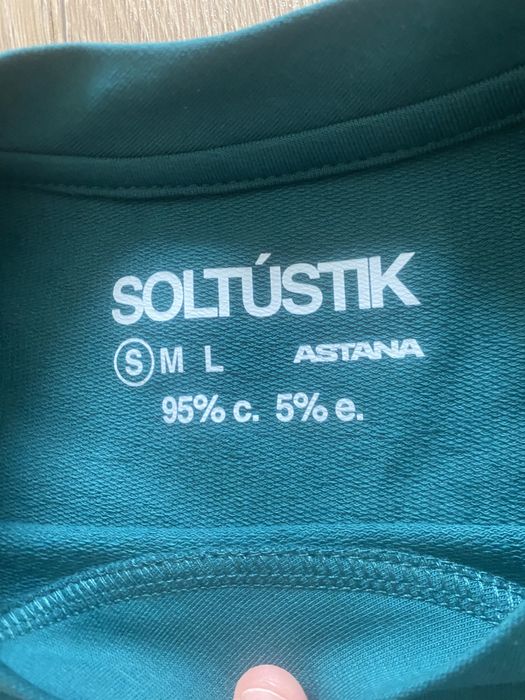 SOLTÚSTIK
S M L ASTANA
95% c. 5% e.